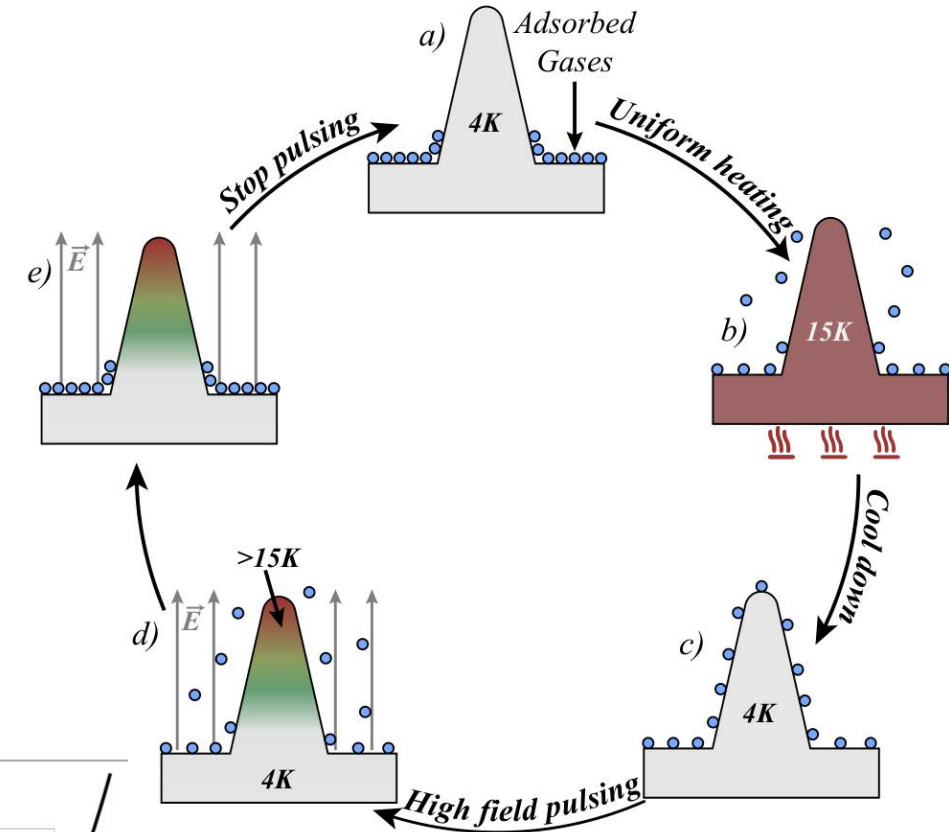 a)
Adsorbed
Gases
4K
Uniform heating
Stop pulsing
e)
E
b)
15K
Cool down
>15K
d)
E
4K
c)
4K
High field pulsing